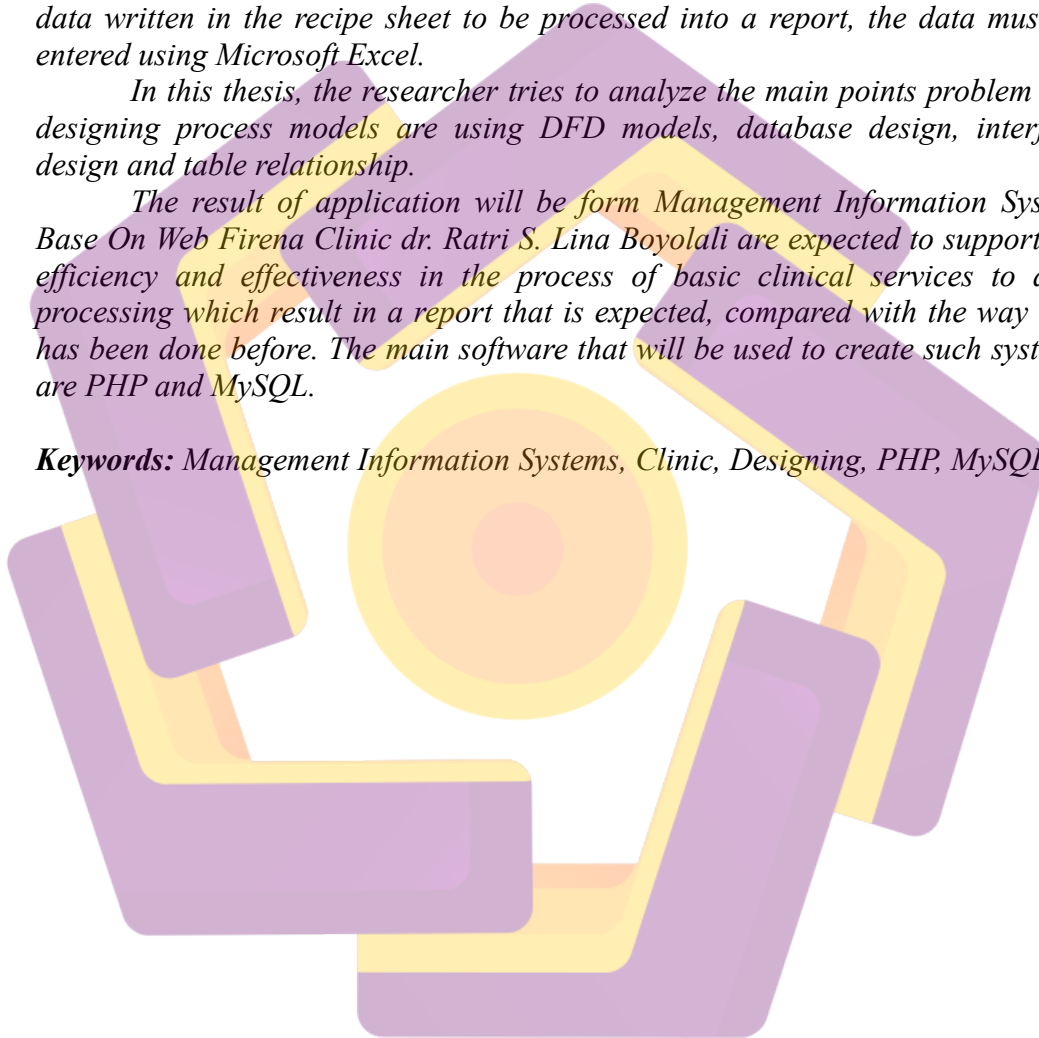 data written in the recipe sheet to be processed into a report, the data must
entered using Microsoft Excel.
In this thesis, the researcher tries to analyze the main points problem
designing process models are using DFD models, database design,
design and table relationship.
The result of application will be form Management Information
Base On Web Firena Clinic dr. Ratri S. Lina Boyolali are expected to support
efficiency and effectiveness in the process of basic clinical services to
processing which result in a report that is expected, compared with the way
has been done before. The main software that will be used to create such
are PHP and MySQL.
Keywords: Management Information Systems, Clinic, Designing, PHP, MySQL